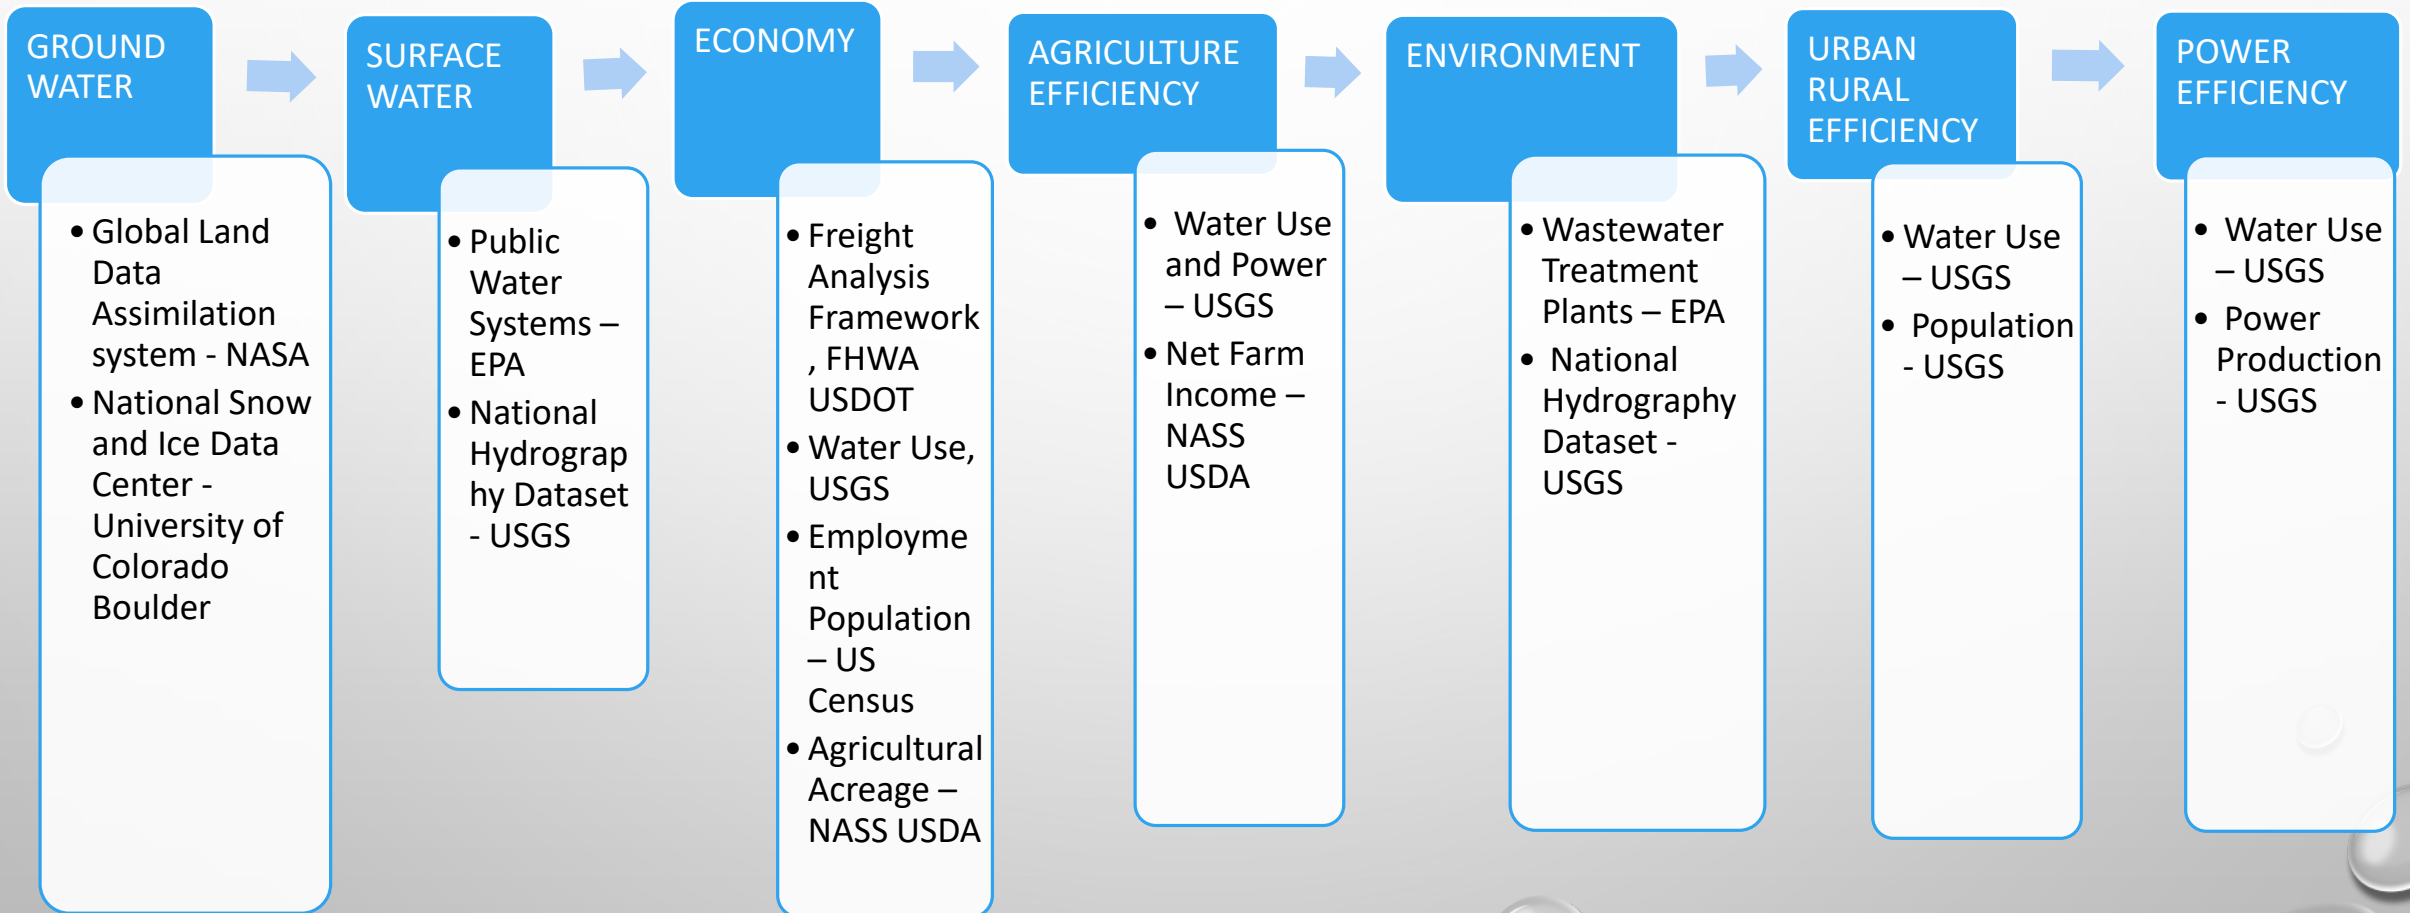 GROUND
WATER
• Global Land
Data
Assimilation
system - NASA
• National Snow
and Ice Data
Center -
University of
Colorado
Boulder
SURFACE
WATER
• Public
Water
Systems –
EPA
• National
Hydrograp
hy Dataset
- USGS
ECONOMY
• Freight
Analysis
Framework
, FHWA
USDOT
• Water Use,
USGS
• Employme
nt
Population
– US
Census
• Agricultural
Acreage –
NASS USDA
AGRICULTURE
EFFICIENCY
• Water Use
and Power
– USGS
• Net Farm
Income –
NASS
USDA
ENVIRONMENT
• Wastewater
Treatment
Plants – EPA
• National
Hydrography
Dataset -
USGS
URBAN
RURAL
EFFICIENCY
• Water Use
– USGS
• Population
- USGS
POWER
EFFICIENCY
• Water Use
– USGS
• Power
Production
- USGS